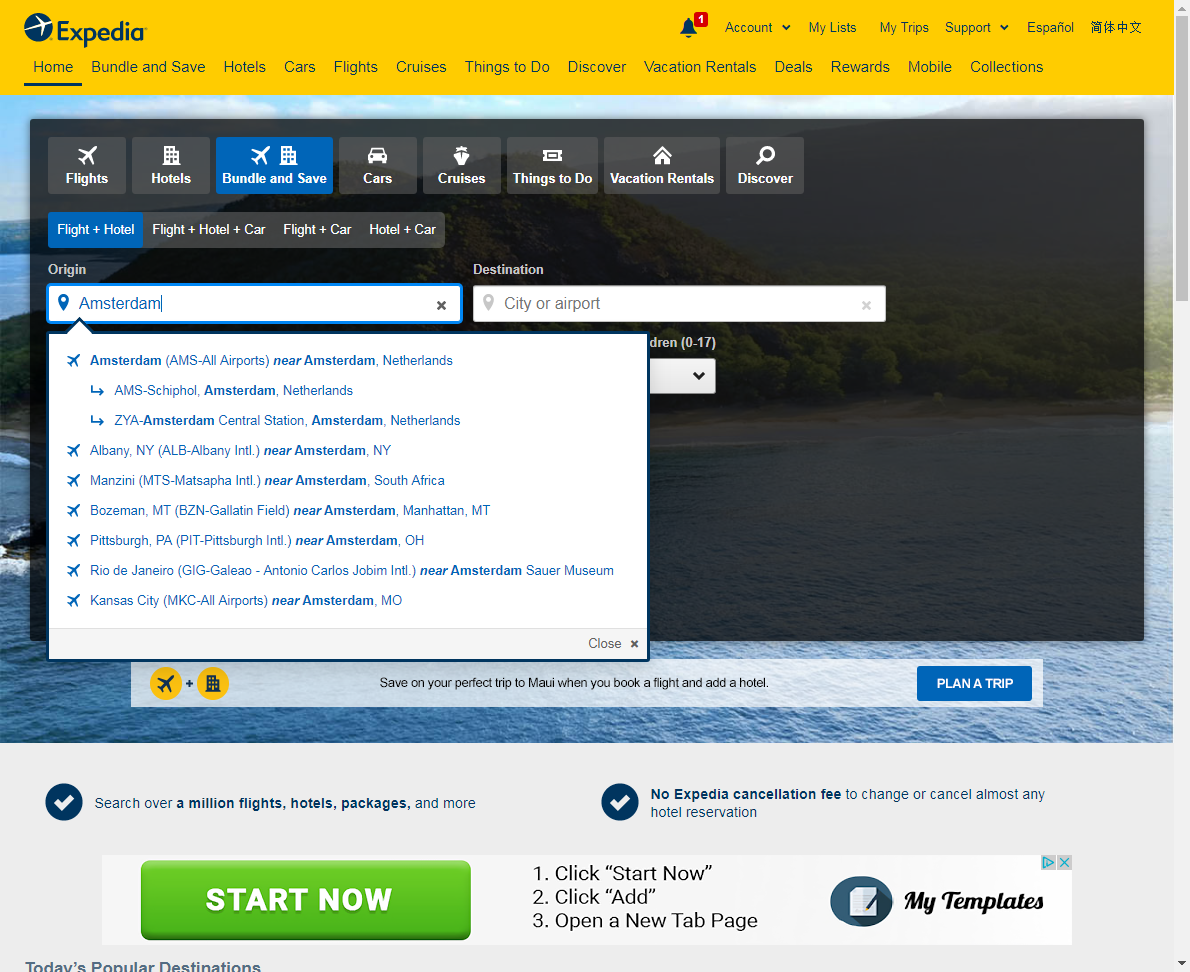 Expedia
1
Account
My Lists
My Trips
Support
Español
简体中文
Home
Bundle and Save
Hotels
Cars
Flights
Cruises
Things to Do
Discover
Vacation Rentals
Deals
Rewards
Mobile
Collections
Flights
Hotels
Bundle and Save
Cars
Cruises
Things to Do
Vacation Rentals
Discover
Flight + Hotel
Flight + Hotel + Car
Flight + Car
Hotel + Car
Origin
Destination
Amsterdam
City or airport
dren (0-17)
Amsterdam (AMS-All Airports) near Amsterdam, Netherlands
AMS-Schiphol, Amsterdam, Netherlands
ZYA-Amsterdam Central Station, Amsterdam, Netherlands
Albany, NY (ALB-Albany Intl.) near Amsterdam, NY
Manzini (MTS-Matsapha Intl.) near Amsterdam, South Africa
Bozeman, MT (BZN-Gallatin Field) near Amsterdam, Manhattan, MT
Pittsburgh, PA (PIT-Pittsburgh Intl.) near Amsterdam, OH
Rio de Janeiro (GIG-Galeao - Antonio Carlos Jobim Intl.) near Amsterdam Sauer Museum
Kansas City (MKC-All Airports) near Amsterdam, MO
Close
+
Save on your perfect trip to Maui when you book a flight and add a hotel.
PLAN A TRIP
Search over a million flights, hotels, packages, and more
No Expedia cancellation fee to change or cancel almost any
hotel reservation
START NOW
1. Click “Start Now”
2. Click “Add”
3. Open a New Tab Page
My Templates
Today’s Popular Destinations